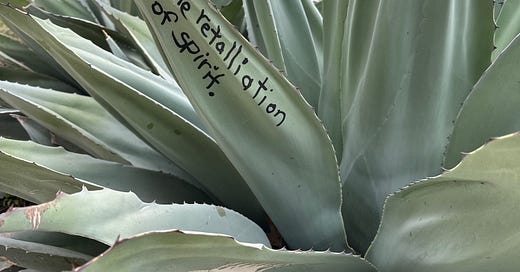 retaliation
of spirit.